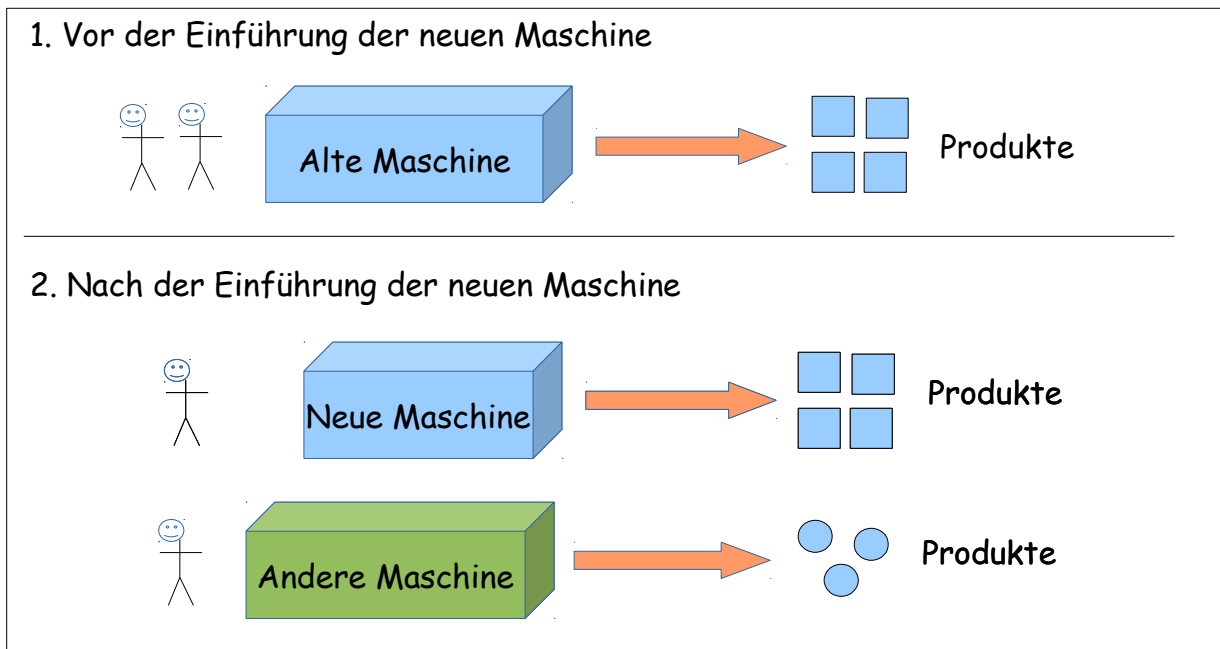 1. Vor der Einführung der neuen Maschine
Alte Maschine
Produkte
2. Nach der Einführung der neuen Maschine
Neue Maschine
Produkte
Andere Maschine
Produkte